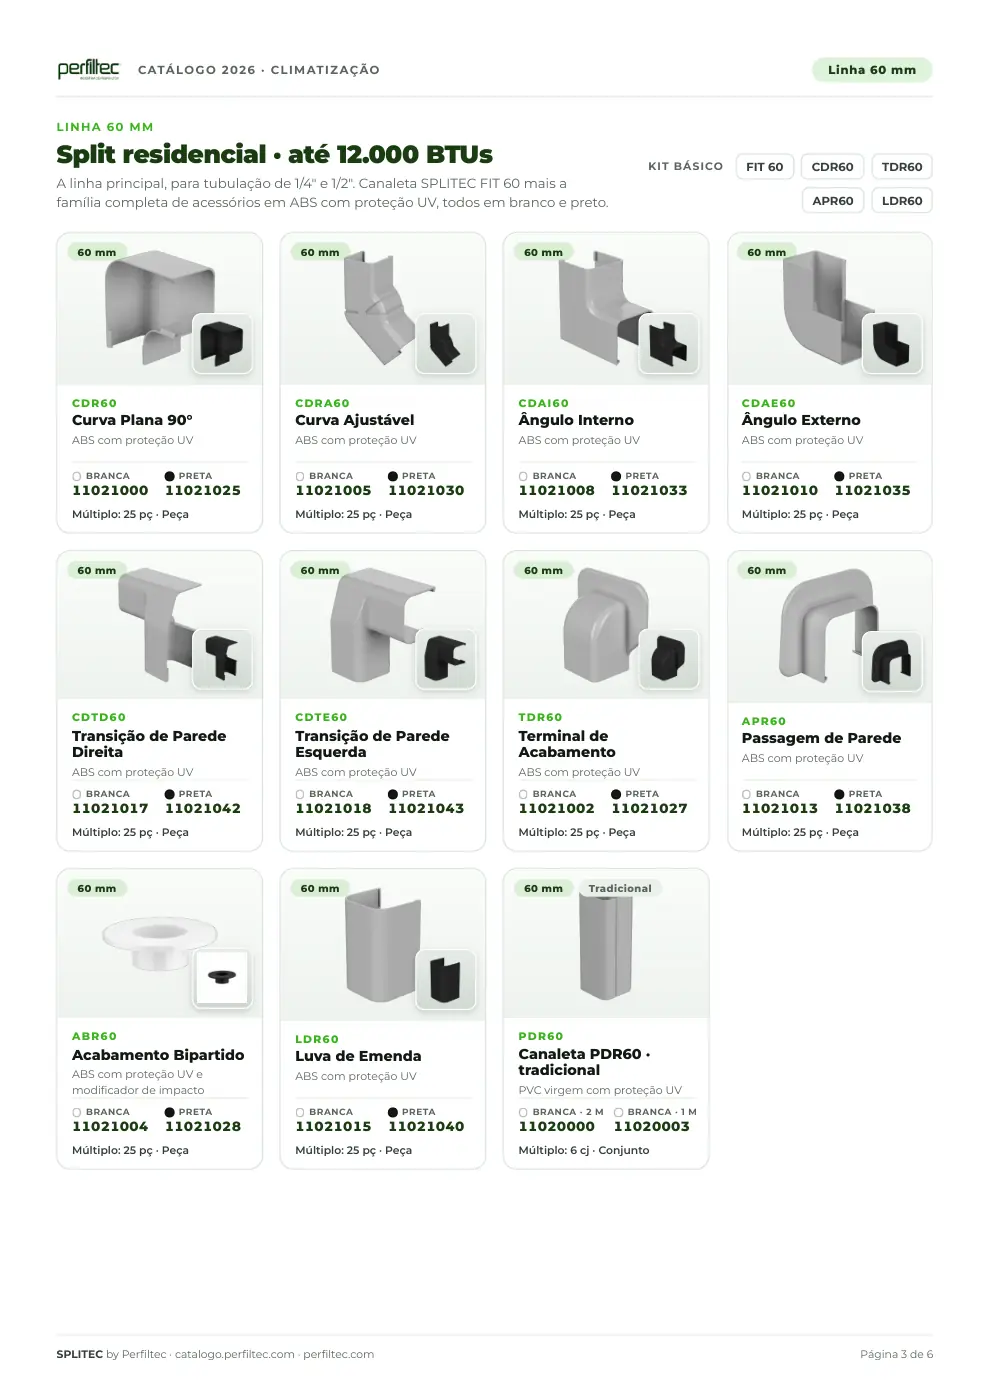 perfiltec
CATÁLOGO 2026 · CLIMATIZAÇÃO
Linha 60 mm
LINHA 60 MM
Split residencial · até 12.000 BTUs
A linha principal, para tubulação de 1/4" e 1/2". Canaleta SPLITEC FIT 60 mais a
família completa de acessórios em ABS com proteção UV, todos em branco e preto.
KIT BÁSICO FIT 60 CDR60 TDR60
APR60 LDR60
60 mm
CDR60
Curva Plana 90°
ABS com proteção UV
BRANCA PRETA
11021000 11021025
Múltiplo: 25 pç · Peça
60 mm
CDRA60
Curva Ajustável
ABS com proteção UV
BRANCA PRETA
11021005 11021030
Múltiplo: 25 pç · Peça
60 mm
CDAI60
Ângulo Interno
ABS com proteção UV
BRANCA PRETA
11021008 11021033
Múltiplo: 25 pç · Peça
60 mm
CDAE60
Ângulo Externo
ABS com proteção UV
BRANCA PRETA
11021010 11021035
Múltiplo: 25 pç · Peça
60 mm
CDTD60
Transição de Parede
Direita
ABS com proteção UV
BRANCA PRETA
11021017 11021042
Múltiplo: 25 pç · Peça
60 mm
CDTE60
Transição de Parede
Esquerda
ABS com proteção UV
BRANCA PRETA
11021018 11021043
Múltiplo: 25 pç · Peça
60 mm
TDR60
Terminal de
Acabamento
ABS com proteção UV
BRANCA PRETA
11021002 11021027
Múltiplo: 25 pç · Peça
60 mm
APR60
Passagem de Parede
ABS com proteção UV
BRANCA PRETA
11021013 11021038
Múltiplo: 25 pç · Peça
60 mm
ABR60
Acabamento Bipartido
ABS com proteção UV e
modificador de impacto
BRANCA PRETA
11021004 11021028
Múltiplo: 25 pç · Peça
60 mm
LDR60
Luva de Emenda
ABS com proteção UV
BRANCA PRETA
11021015 11021040
Múltiplo: 25 pç · Peça
60 mm Tradicional
PDR60
Canaleta PDR60 ·
tradicional
PVC virgem com proteção UV
BRANCA · 2 M BRANCA · 1 M
11020000 11020003
Múltiplo: 6 cj · Conjunto
SPLITEC by Perfiltec · catalogo.perfiltec.com · perfiltec.com
Página 3 de 6